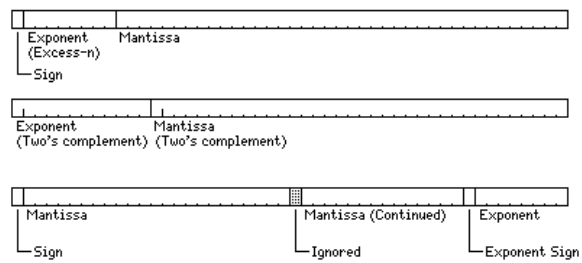 Exponent Mantissa
(Excess-n)
Sign
Exponent Mantissa
(Two's complement) (Two's complement)
Mantissa Mantissa (Continued) Exponent
Sign Ignored Exponent Sign